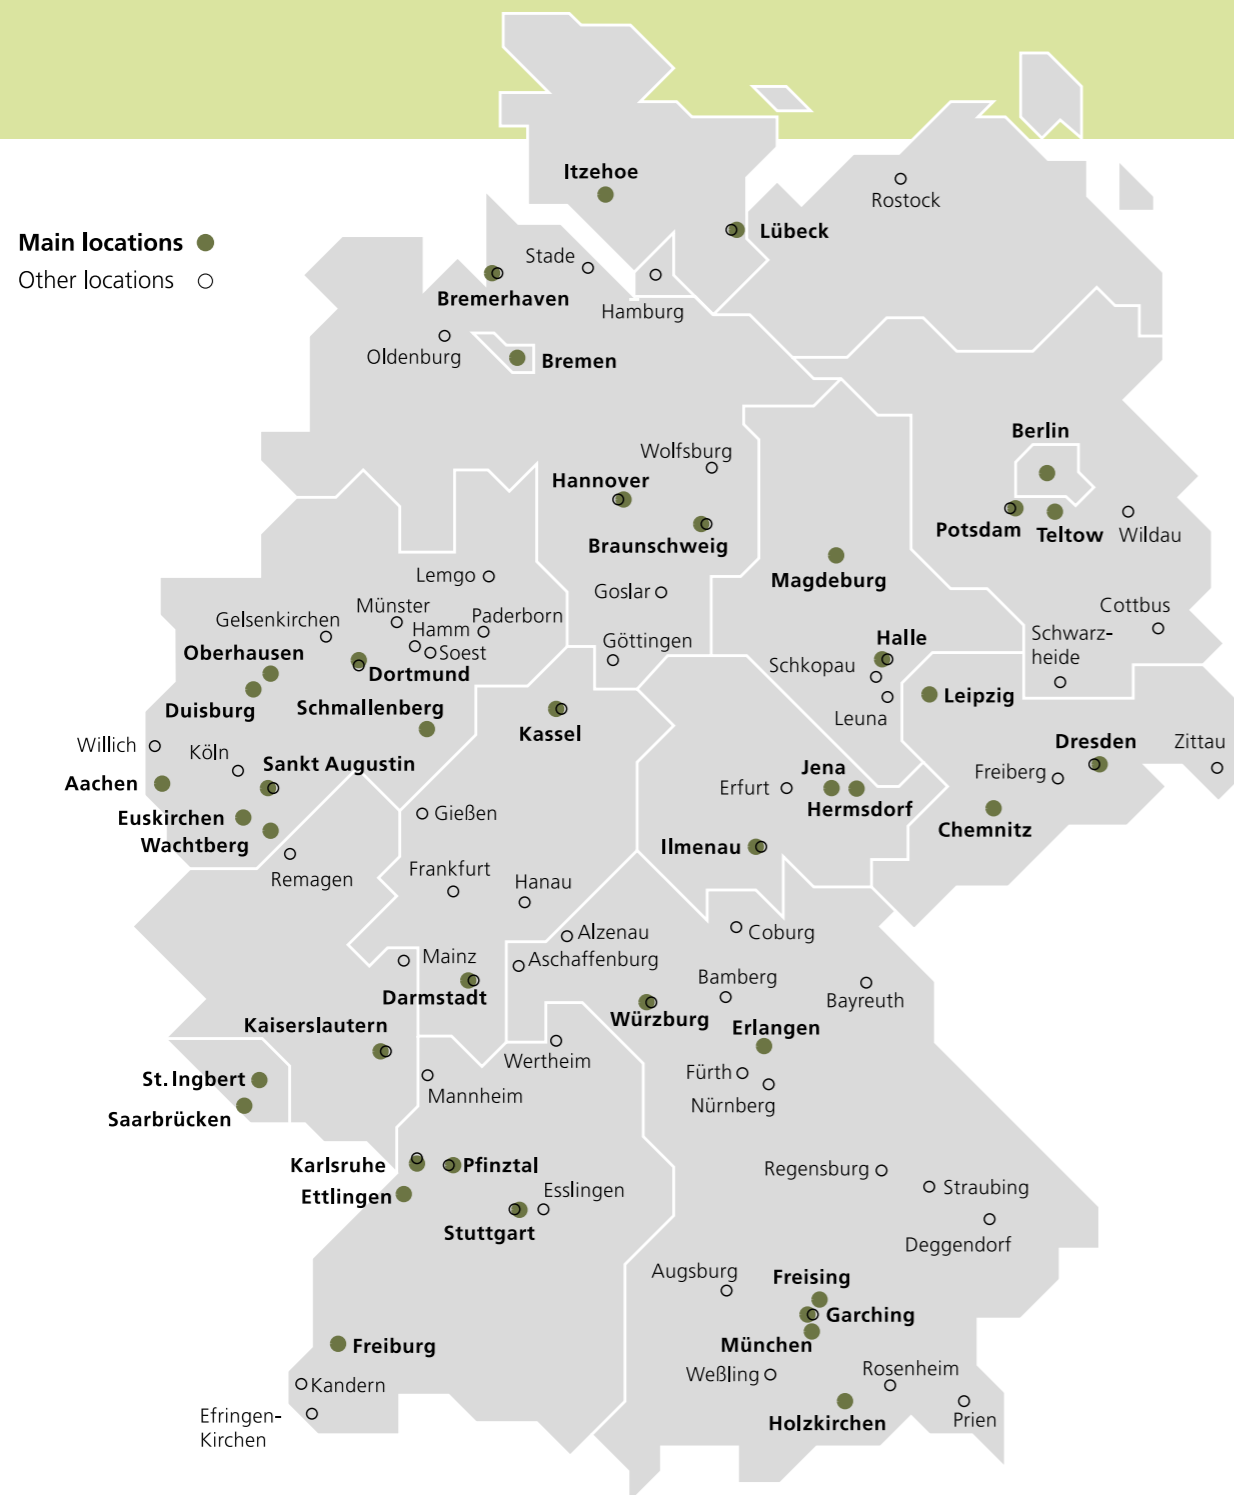 Itzehoe
Rostock
Lübeck
Main locations
Other locations
Stade
Bremerhaven
Hamburg
Oldenburg
Bremen
Berlin
Wolfsburg
Hannover
Potsdam
Teltow
Wildau
Braunschweig
Magdeburg
Lemgo
Goslar
Münster
Cottbus
Gelsenkirchen
Paderborn
Hamm
Schwarz-
heide
Göttingen
Halle
Oberhausen
Soest
Schkopau
Dortmund
Leipzig
Duisburg
Schmallenberg
Leuna
Kassel
Willich
Köln
Dresden
Zittau
Sankt Augustin
Jena
Freiberg
Aachen
Erfurt
Hermsdorf
Gießen
Euskirchen
Chemnitz
Wachtberg
Ilmenau
Remagen
Frankfurt
Hanau
Alzenau
Coburg
Mainz
Aschaffenburg
Bamberg
Darmstadt
Bayreuth
Würzburg
Kaiserslautern
Erlangen
Wertheim
Fürth
St. Ingbert
Mannheim
Nürnberg
Saarbrücken
Karlsruhe
Pfinztal
Regensburg
Ettlingen
Esslingen
Straubing
Stuttgart
Deggendorf
Augsburg
Freising
Garching
Freiburg
München
Weßling
Rosenheim
Kandern
Efringen-
Kirchen
Holzkirchen
Prien